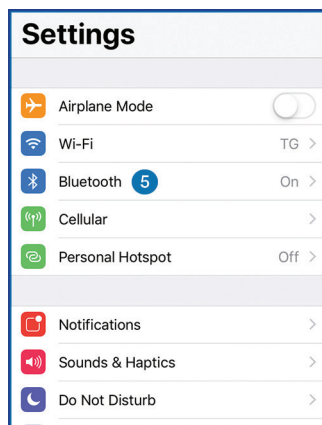 Settings
Airplane Mode
Wi-Fi TG
Bluetooth 5 On
Cellular
Personal Hotspot Off
Notifications
Sounds & Haptics
Do Not Disturb